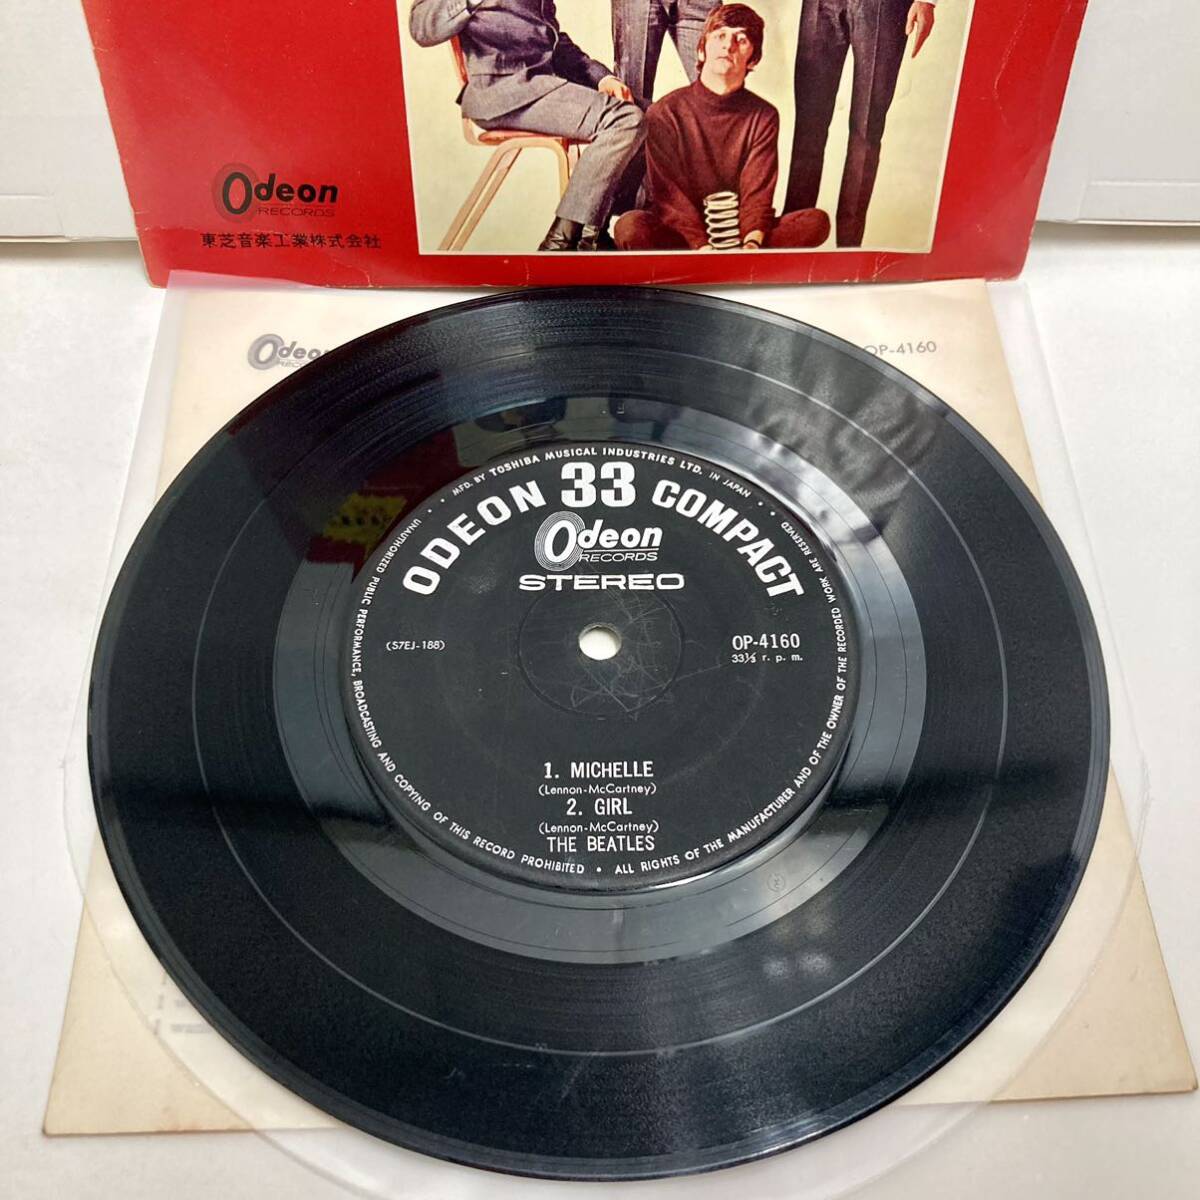 Odeon
RECORDS
東芝音楽工業株式会社
Odeon
OP-4160
MFD. BY TOSHIBA MUSICAL INDUSTRIES LTD. IN JAPAN
ODEON 33 COMPACT
Odeon
RECORDS
STEREO
(S7EJ-188)
OP-4160
33⅓ r. p. m.
1. MICHELLE
(Lennon-McCartney)
2. GIRL
(Lennon-McCartney)
THE BEATLES
UNAUTHORIZED PUBLIC PERFORMANCE, BROADCASTING AND COPYING OF THIS RECORD PROHIBITED • ALL RIGHTS OF THE MANUFACTURER AND OF THE OWNER OF THE RECORDED WORK ARE RESERVED